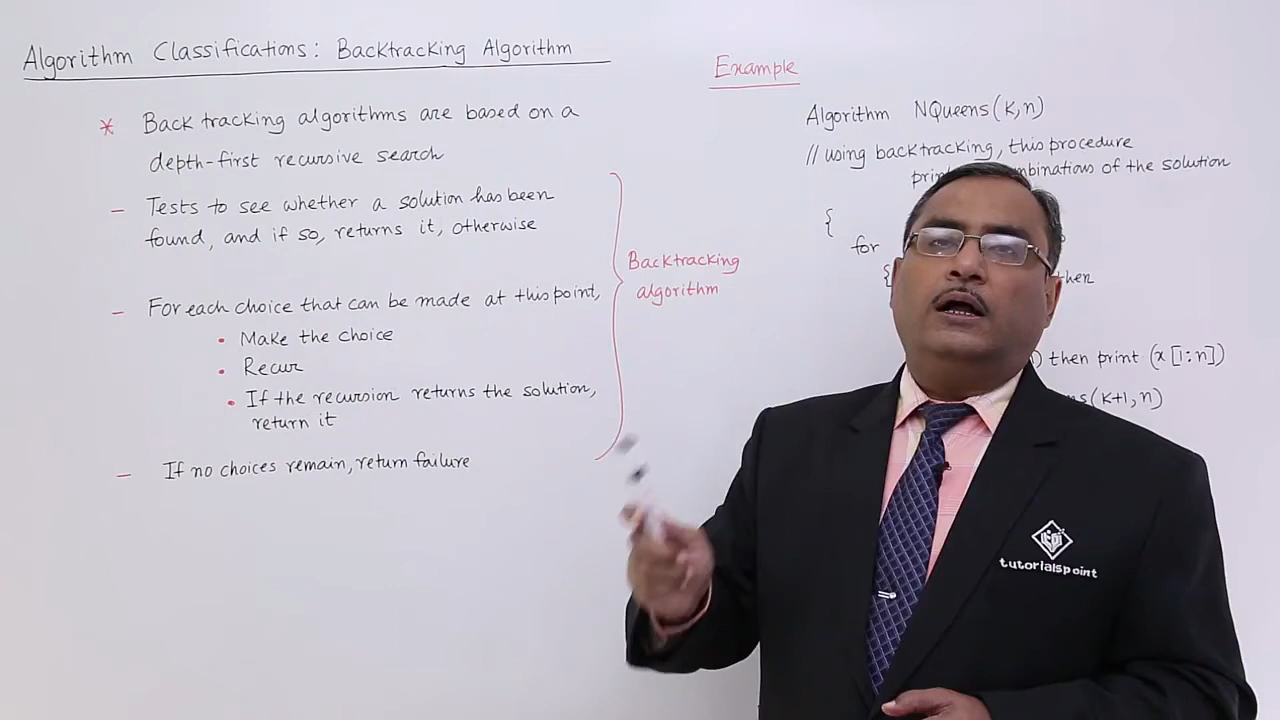 Algorithm Classifications: Backtracking Algorithm
* Back tracking algorithms are based on a
depth-first recursive search
- Tests to see whether a solution has been
found, and if so, returns it, otherwise
- For each choice that can be made at this point,
• Make the choice
• Recur
• If the recursion returns the solution,
return it
- If no choices remain, return failure
Backtracking
algorithm
Example
Algorithm NQueens(k,n)
// using backtracking, this procedure
of the solution
{
for
{
then
then print (x[1:n])
(k+1,n)
tutorialspoint